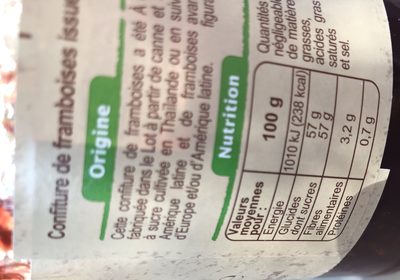 Confiture de framboises issue
Origine
Cette confiture de framboises a été
fabriquée dans le Lot à partir de canne
à sucre cultivée en Thaïlande ou en
Amérique latine et de framboises
d'Europe et/ou d'Amérique latine.
Nutrition
Valeurs moyennes pour : 100 g
Energie 1010 kJ (238 kcal)
Glucides 57 g
dont sucres 57 g
Fibres alimentaires 3,2 g
Protéines 0,7 g
Quantités
négligeables
de matières
grasses,
acides gras
saturés
et sel.